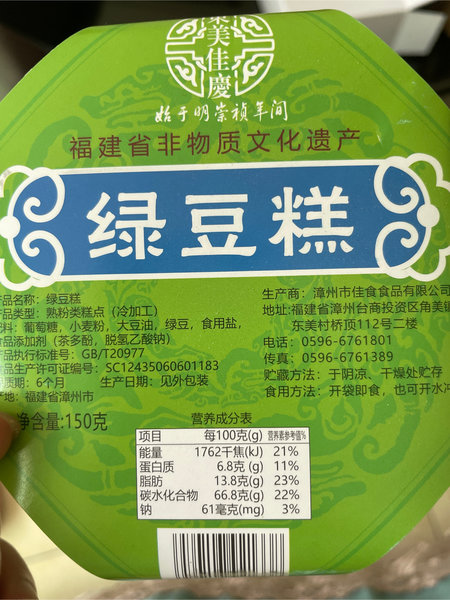 美佳慶
始于明崇祯年间
福建省非物质文化遗产
绿豆糕
产品名称：绿豆糕
产品类型：熟粉类糕点（冷加工）
配料：葡萄糖，小麦粉，大豆油，绿豆，食用盐，
食品添加剂（茶多酚，脱氢乙酸钠）
产品执行标准号：GB/T20977
食品生产许可证编号：SC12435060601183
保质期：6个月 生产日期：见外包装
产地：福建省漳州市
净含量:150克
生产商：漳州市佳食食品有限公司
地址:福建省漳州台商投资区角美镇
东美村桥顶112号二楼
电话：0596-6761801
传真：0596-6761389
贮藏方法：于阴凉、干燥处贮存
食用方法：开袋即食，也可开水冲
营养成分表
项目 每100克(g) 营养素参考值%
能量 1762千焦(kJ) 21%
蛋白质 6.8克 (g) 11%
脂肪 13.8克(g) 23%
碳水化合物 66.8克(g) 22%
钠 61毫克(mg) 3%